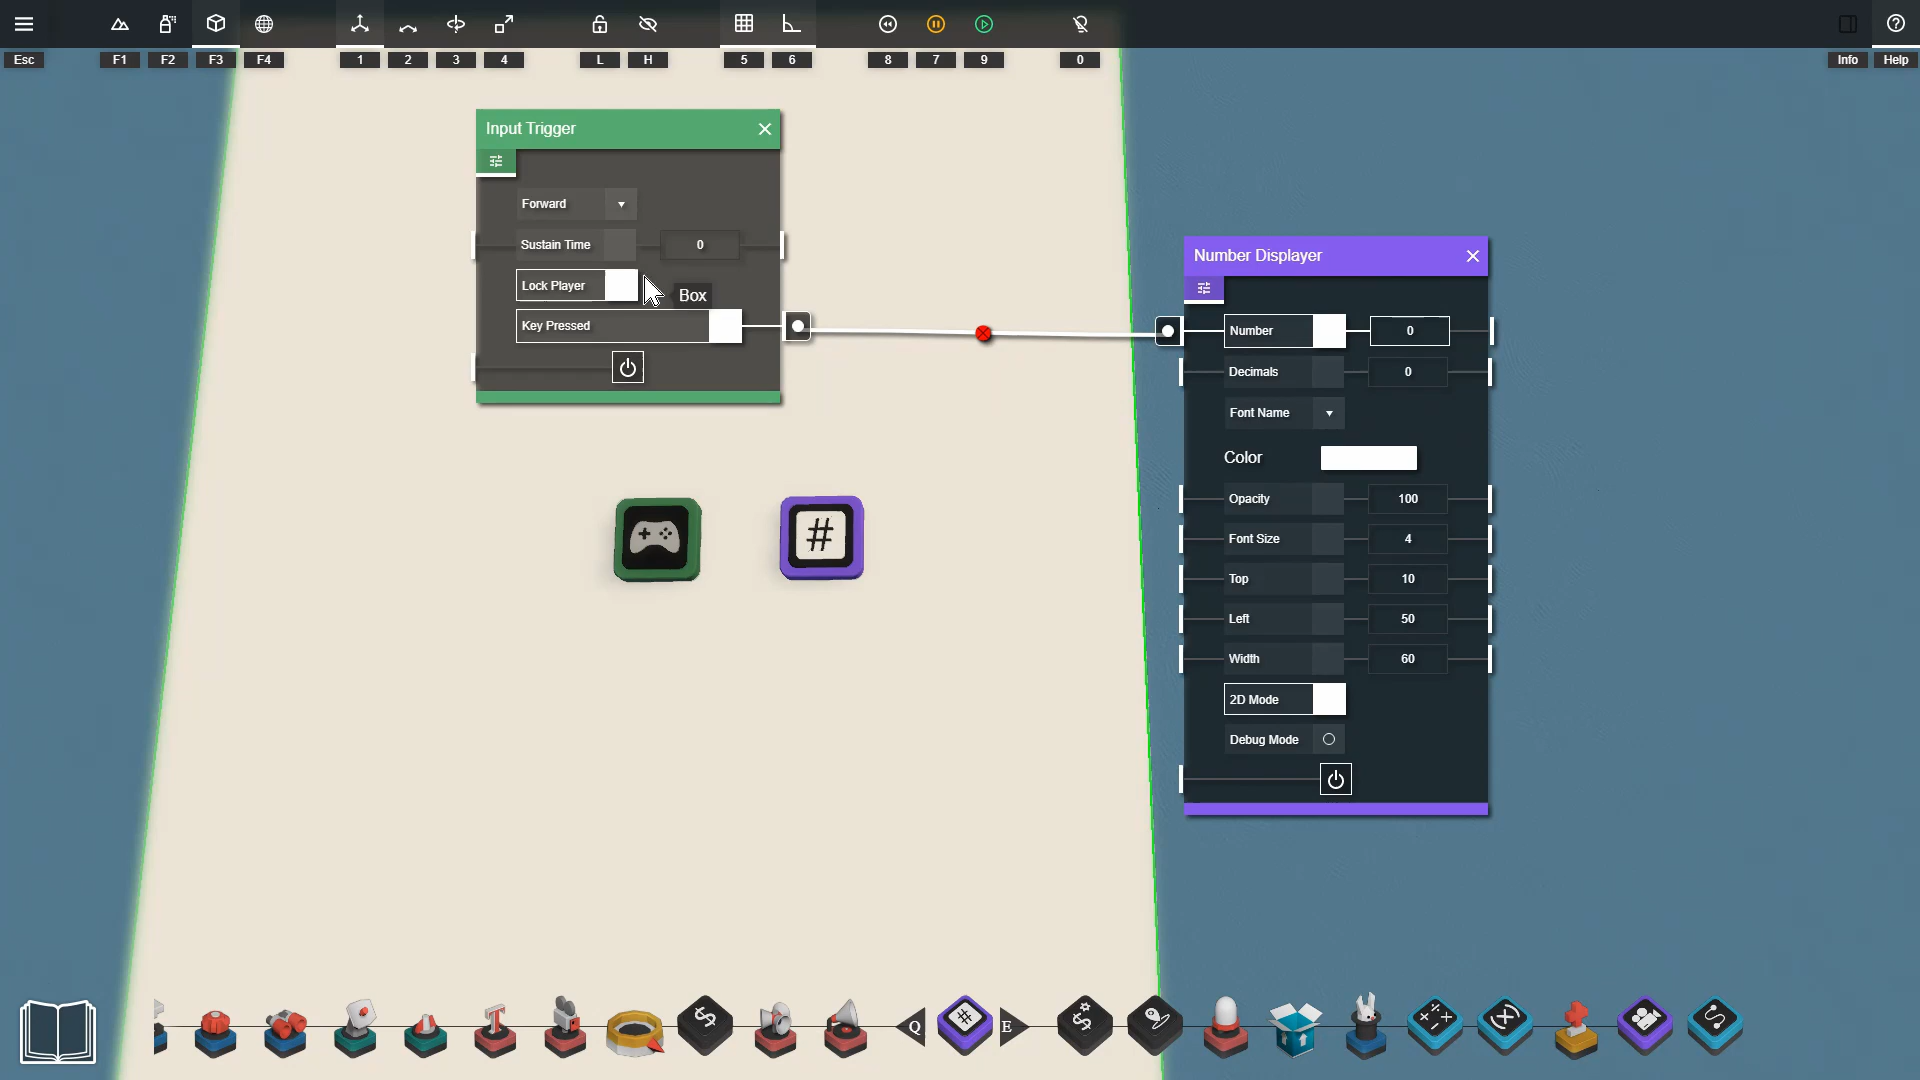 Esc F1 F2 F3 F4 1 2 3 4 L H 5 6 8 7 9 0 Info Help
Input Trigger
Forward
Sustain Time 0
Lock Player
Box
Key Pressed
Number Displayer
Number 0
Decimals 0
Font Name
Color
Opacity 100
Font Size 4
Top 10
Left 50
Width 60
2D Mode
Debug Mode
#
T $ Q # E $